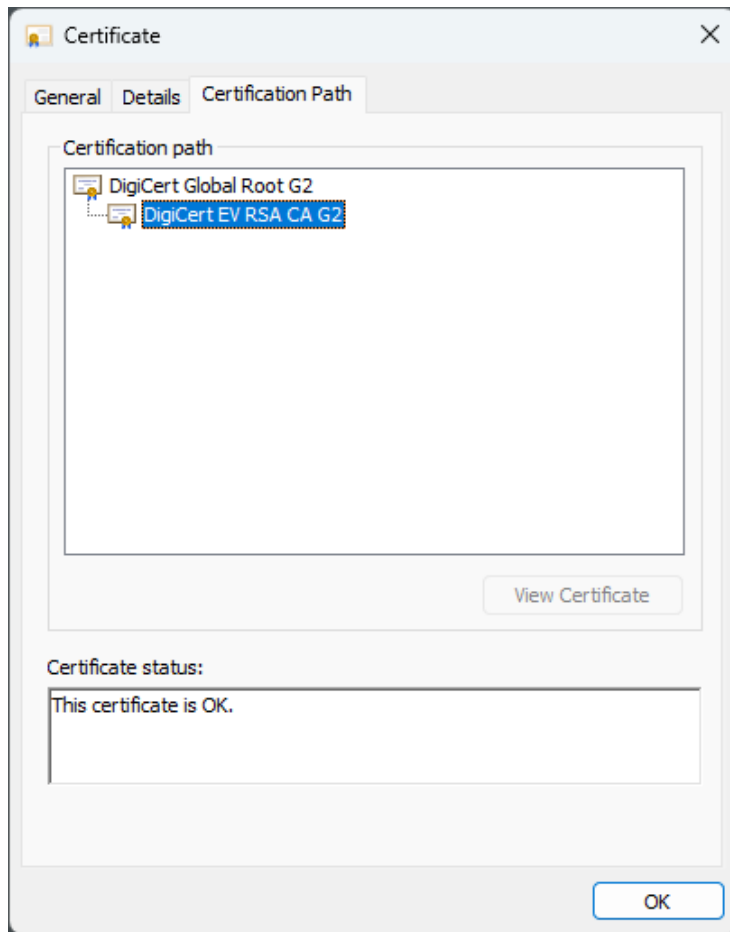 Certificate
General Details Certification Path
Certification path
DigiCert Global Root G2
DigiCert EV RSA CA G2
View Certificate
Certificate status:
This certificate is OK.
OK